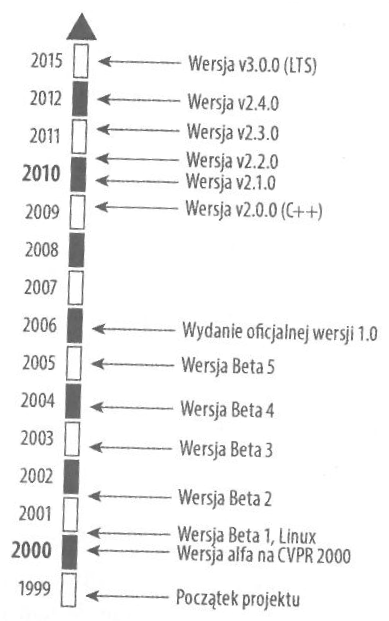 2015 Wersja v3.0.0 (LTS)
2012 Wersja v2.4.0
2011 Wersja v2.3.0
Wersja v2.2.0
2010 Wersja v2.1.0
2009 Wersja v2.0.0 (C++)
2008
2007
2006 Wydanie oficjalnej wersji 1.0
2005 Wersja Beta 5
2004 Wersja Beta 4
2003 Wersja Beta 3
2002
Wersja Beta 2
2001
Wersja Beta 1, Linux
2000 Wersja alfa na CVPR 2000
1999 Początek projektu